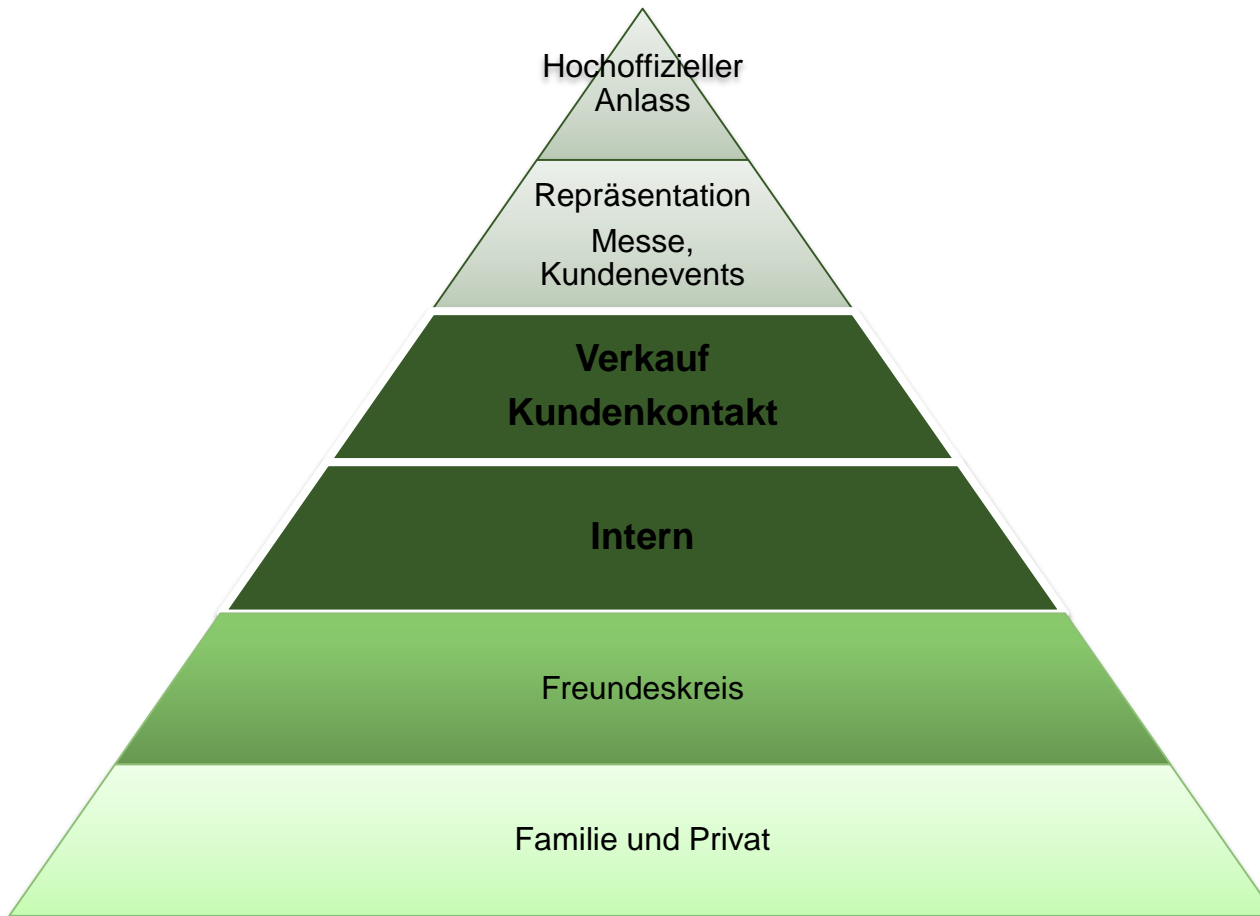 Hochoffizieller
Anlass
Repräsentation
Messe,
Kundenevents
Verkauf
Kundenkontakt
Intern
Freundeskreis
Familie und Privat